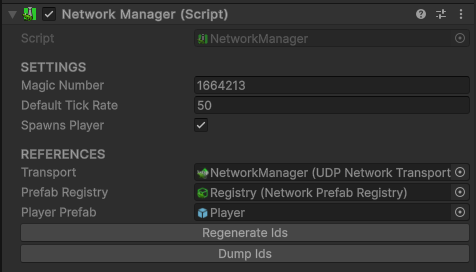 Network Manager (Script)
Script NetworkManager
SETTINGS
Magic Number 1664213
Default Tick Rate 50
Spawns Player
REFERENCES
Transport NetworkManager (UDP Network Transport
Prefab Registry Registry (Network Prefab Registry)
Player Prefab Player
Regenerate Ids
Dump Ids